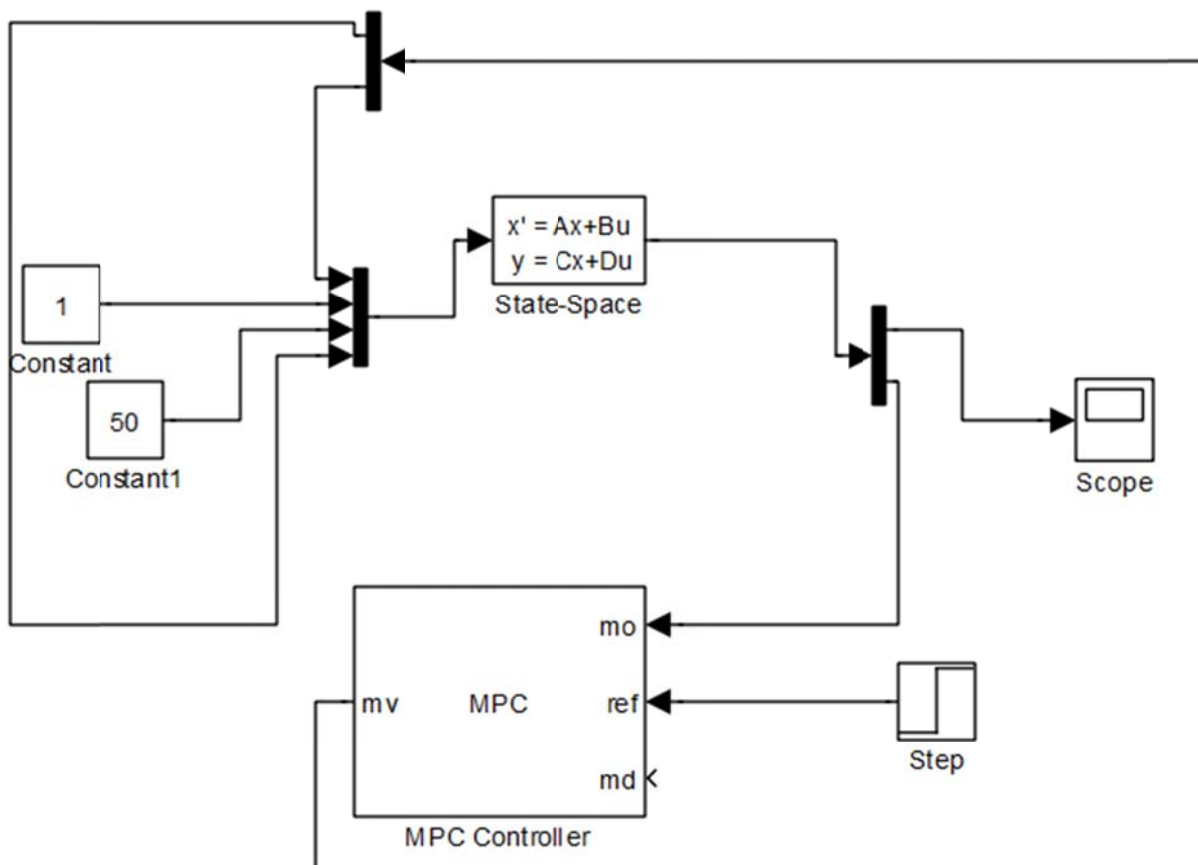 x' = Ax+Bu
y = Cx+Du
State-Space
1
Constant
50
Constant1
Scope
mo
mv
MPC
ref
md
MPC Controller
Step